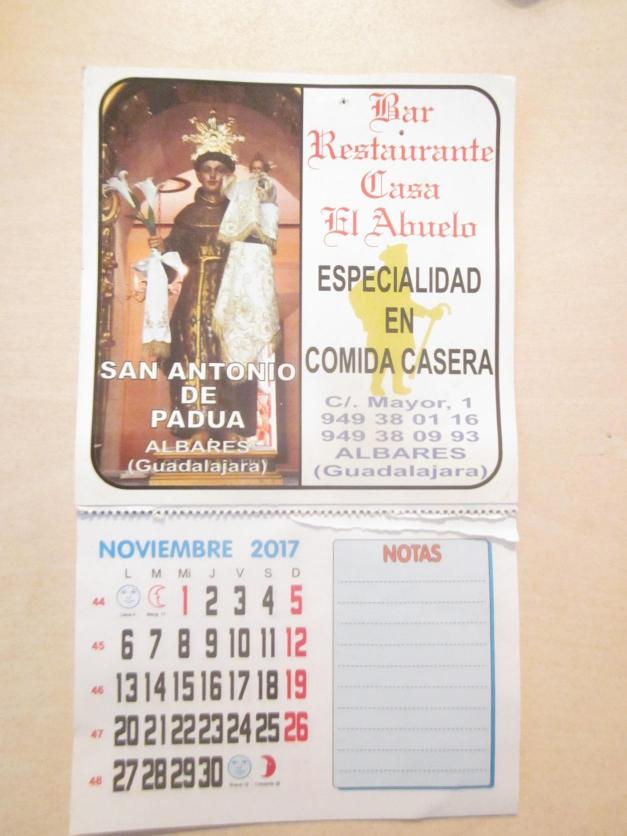 Bar
Restaurante
Casa
El Abuelo
ESPECIALIDAD
EN
COMIDA CASERA
C/. Mayor, 1
949 38 01 16
949 38 09 93
ALBARES
(Guadalajara)
SAN ANTONIO
DE
PADUA
ALBARES
(Guadalajara)
NOVIEMBRE 2017
L M Mi J V S D
44 1 2 3 4 5
45 6 7 8 9 10 11 12
46 13 14 15 16 17 18 19
47 20 21 22 23 24 25 26
48 27 28 29 30
NOTAS